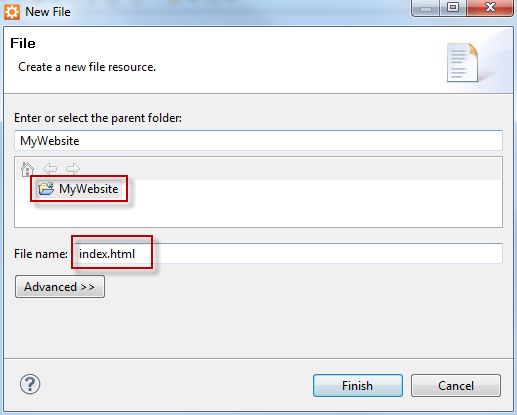 New File
File
Create a new file resource.
Enter or select the parent folder:
MyWebsite
MyWebsite
File name: index.html
Advanced >>
? Finish Cancel